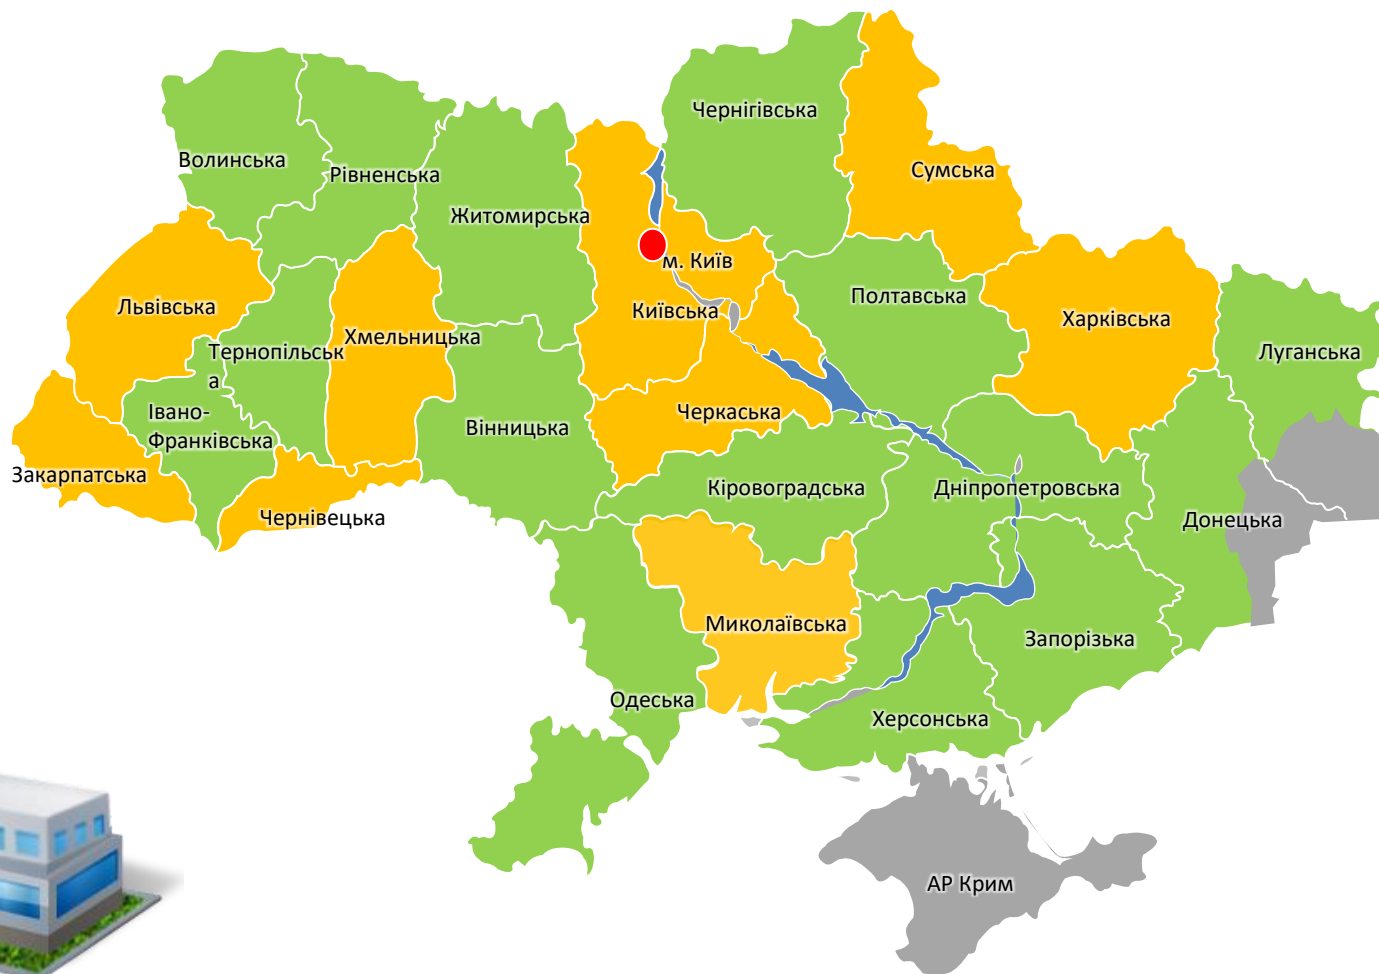 Чернігівська
Волинська
Рівненська
Сумська
Житомирська
м. Київ
Львівська
Полтавська
Київська
Харківська
Хмельницька
Тернопільськ
а
Луганська
Івано-
Франківська
Черкаська
Вінницька
Закарпатська
Кіровоградська
Дніпропетровська
Чернівецька
Донецька
Миколаївська
Запорізька
Одеська
Херсонська
АР Крим